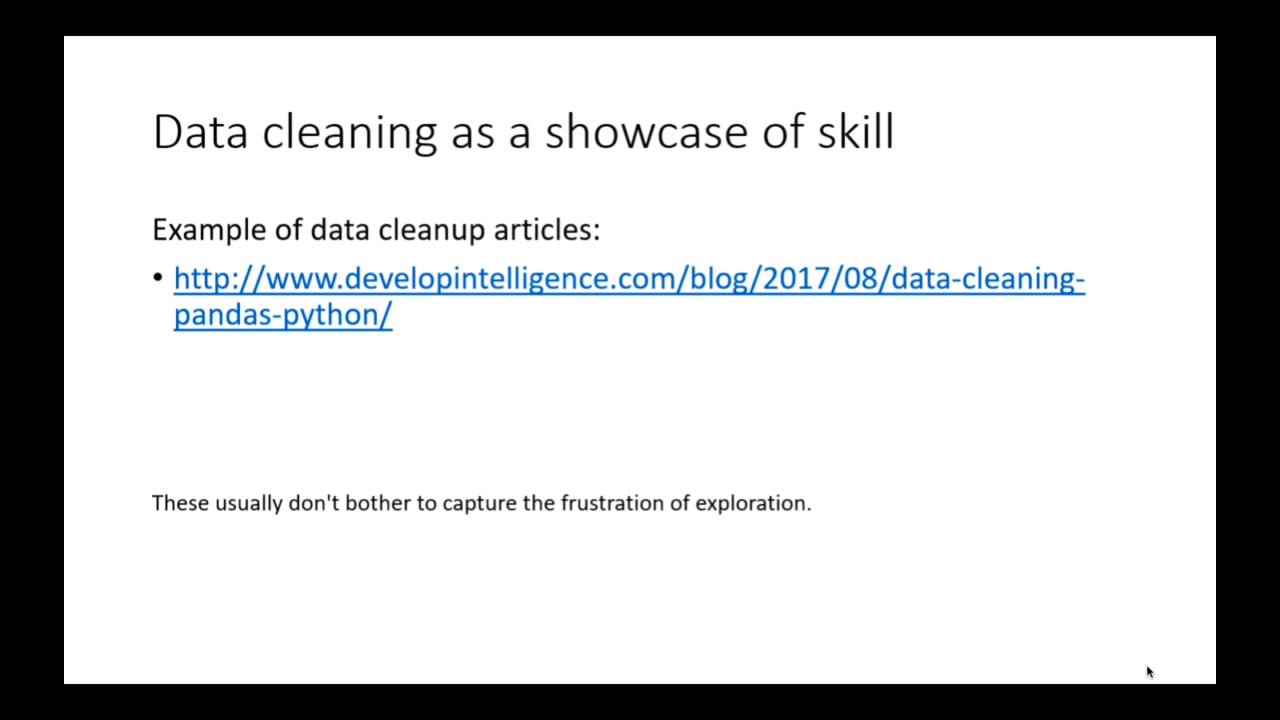 Data cleaning as a showcase of skill
Example of data cleanup articles:
• http://www.developintelligence.com/blog/2017/08/data-cleaning-
pandas-python/
These usually don't bother to capture the frustration of exploration.